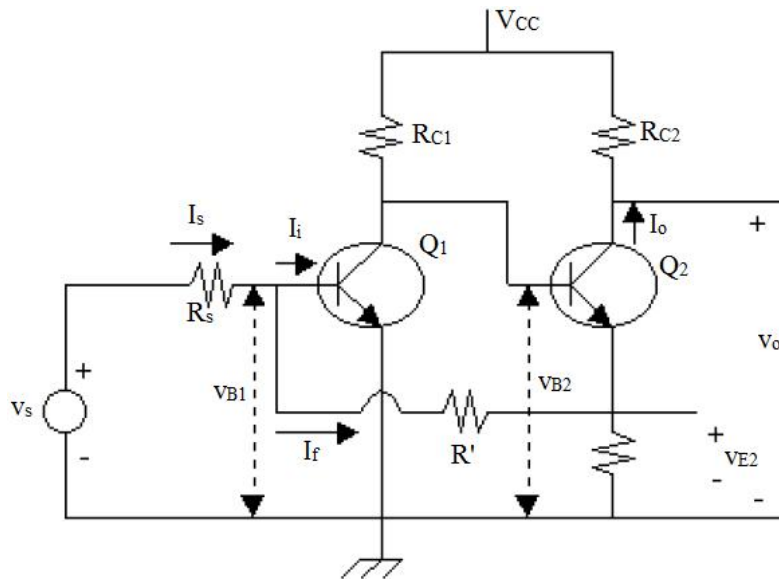 VCC
RC1
RC2
Is
Ii
Q1
Io
+
Q2
Rs
vB1
vB2
vo
+
vs
-
If
R'
+
vE2
-
-